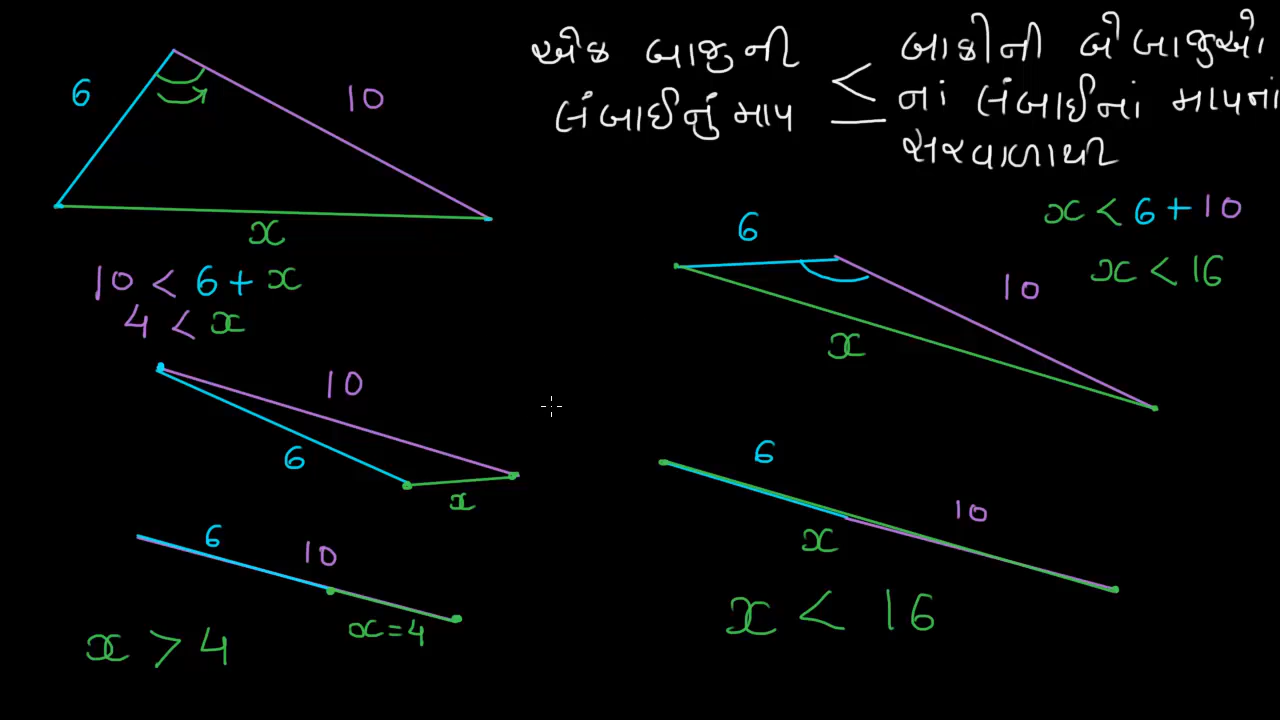 એક બાજુ ની
લંબાઈનું માપ
≤
બાકીની બે બાજુઓ
નાં લંબાઈનાં માપના
સરવાળાથી
6
10
x
10 < 6 + x
4 < x
x < 6 + 10
x < 16
6
10
x
10
6
x
6
10
x = 4
x > 4
6
10
x
x < 16